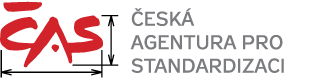 ČAS
ČESKÁ
AGENTURA PRO
STANDARDIZACI